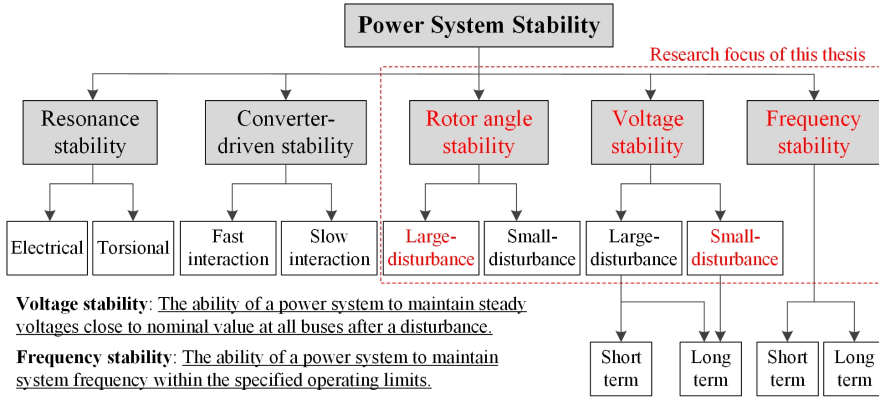 Power System Stability
Research focus of this thesis
Resonance
stability
Converter-
driven stability
Rotor angle
stability
Voltage
stability
Frequency
stability
Electrical
Torsional
Fast
interaction
Slow
interaction
Large-
disturbance
Small-
disturbance
Large-
disturbance
Small-
disturbance
Voltage stability: The ability of a power system to maintain steady
voltages close to nominal value at all buses after a disturbance.
Frequency stability: The ability of a power system to maintain
system frequency within the specified operating limits.
Short
term
Long
term
Short
term
Long
term